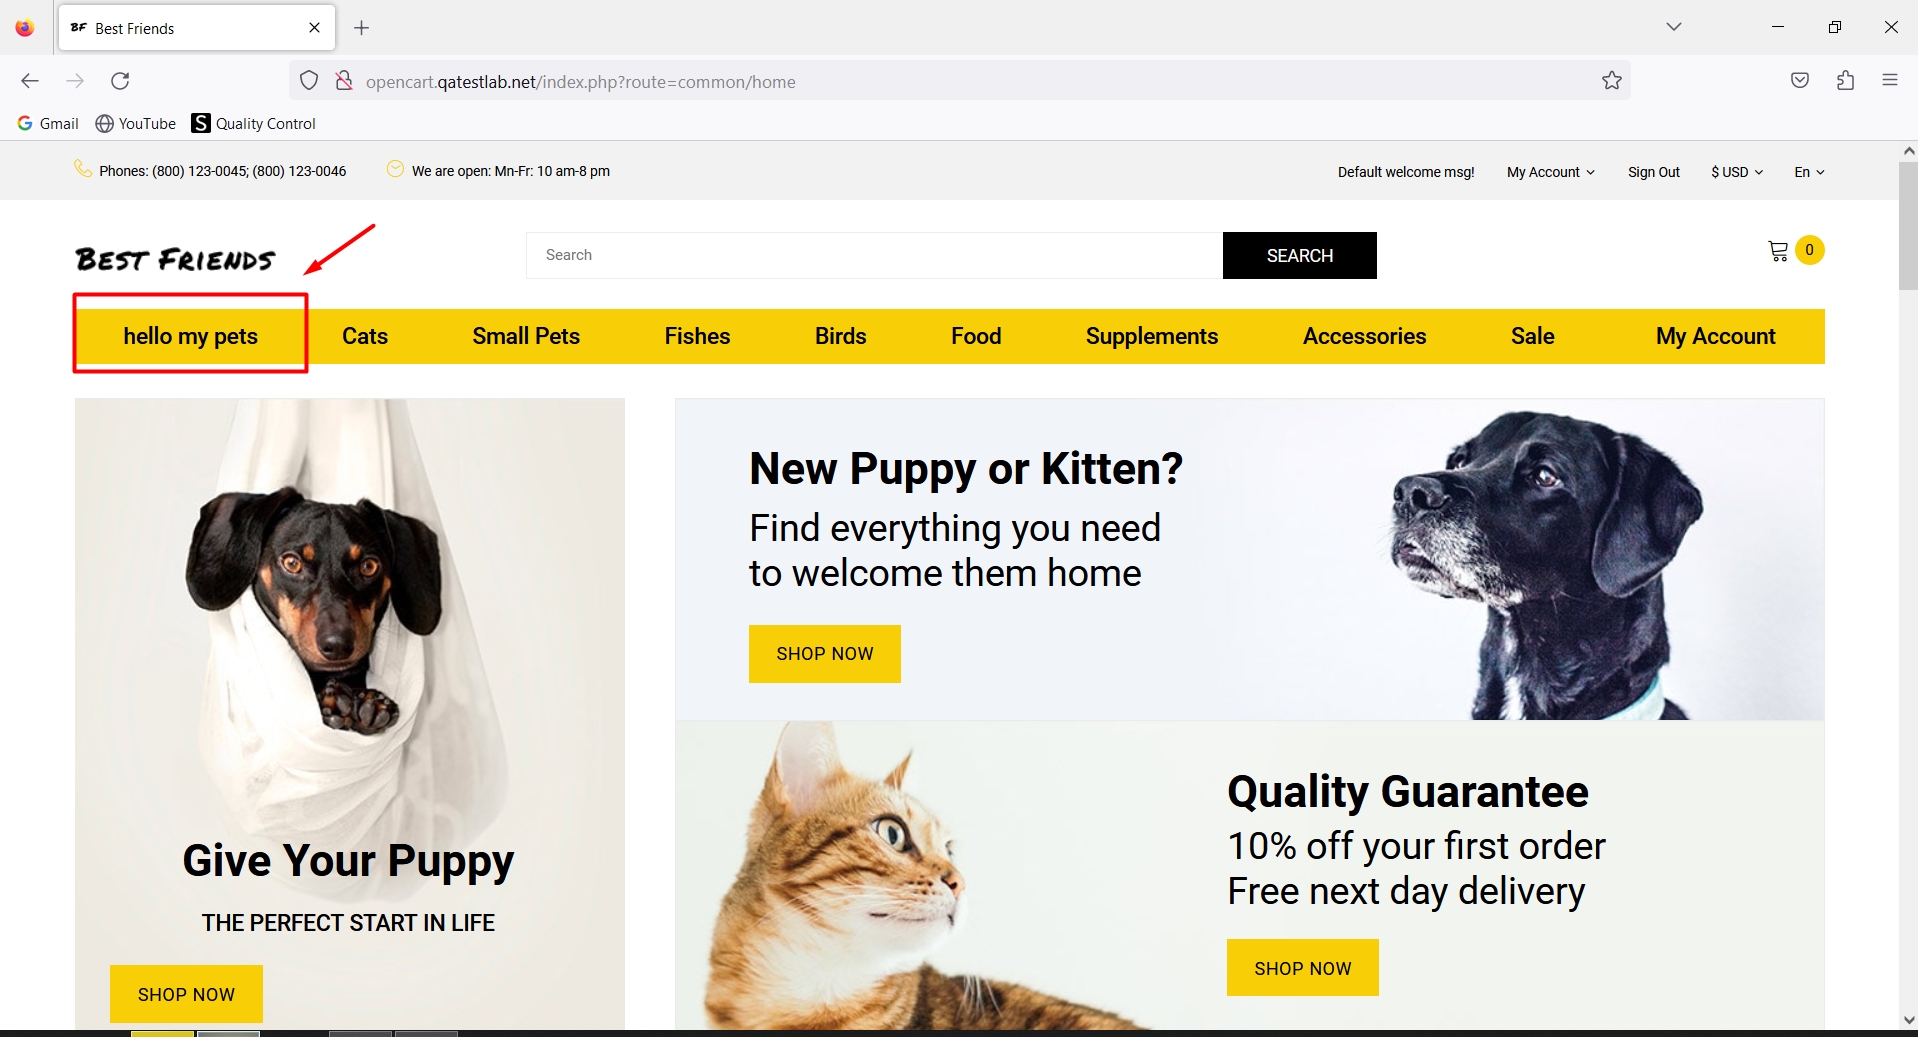 BF Best Friends
opencart.qatestlab.net/index.php?route=common/home
Gmail YouTube S Quality Control
Phones: (800) 123-0045; (800) 123-0046 We are open: Mn-Fr: 10 am-8 pm Default welcome msg! My Account Sign Out $ USD En
BEST FRIENDS Search SEARCH 0
hello my pets Cats Small Pets Fishes Birds Food Supplements Accessories Sale My Account
New Puppy or Kitten?
Find everything you need
to welcome them home
SHOP NOW
Give Your Puppy
THE PERFECT START IN LIFE
SHOP NOW
Quality Guarantee
10% off your first order
Free next day delivery
SHOP NOW